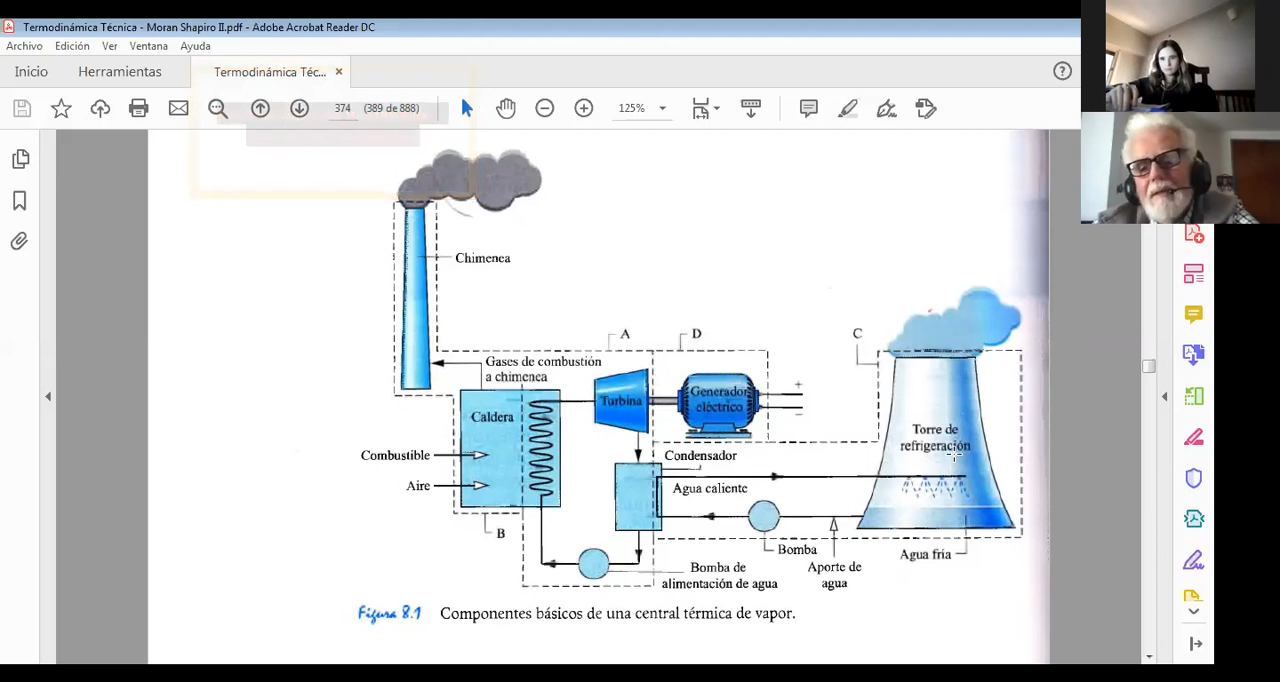 Termodinámica Técnica - Moran Shapiro II.pdf - Adobe Acrobat Reader DC
Archivo Edición Ver Ventana Ayuda
Inicio Herramientas Termodinámica Téc... ×
374 (389 de 888) 125%
Chimenea
A D C
Gases de combustión
a chimenea
Turbina
Generador
eléctrico
+
−
Caldera
Torre de
refrigeración
Combustible
Condensador
Aire
Agua caliente
B
Bomba
Agua fría
Bomba de
alimentación de agua
Aporte de
agua
Figura 8.1 Componentes básicos de una central térmica de vapor.